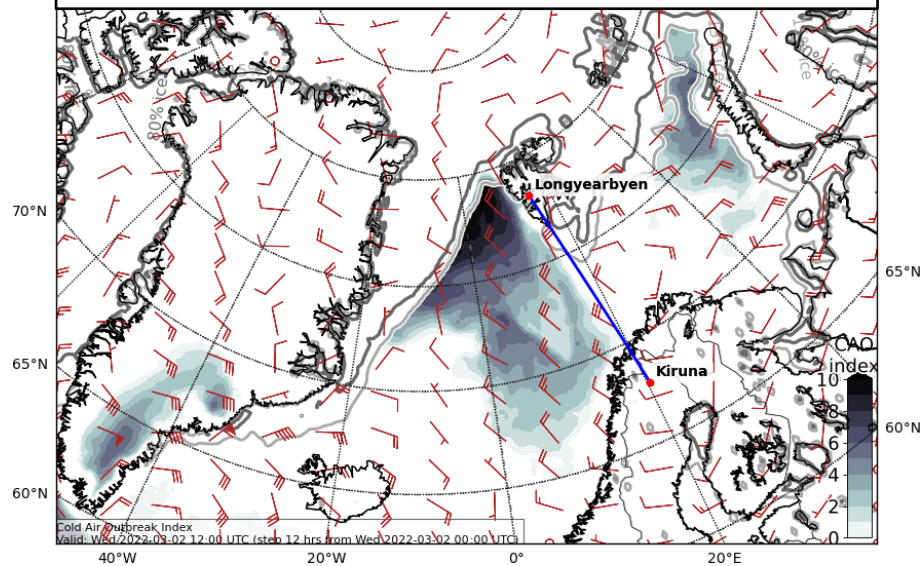 80% ice
Longyearbyen
70°N
65°N
CAO
index
10
8
6
4
2
0
Kiruna
65°N
60°N
60°N
Cold Air Outbreak Index
Valid: Wed 2022-03-02 12:00 UTC (step 12 hrs from Wed 2022-03-02 00:00 UTC)
40°W
20°W
0°
20°E